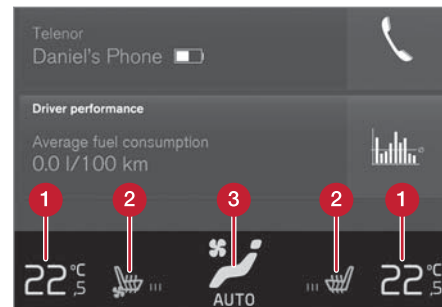 Telenor
Daniel's Phone
Driver performance
Average fuel consumption
0.0 l/100 km
1 2 3 2 1
22,5 °C 22,5 °C
AUTO